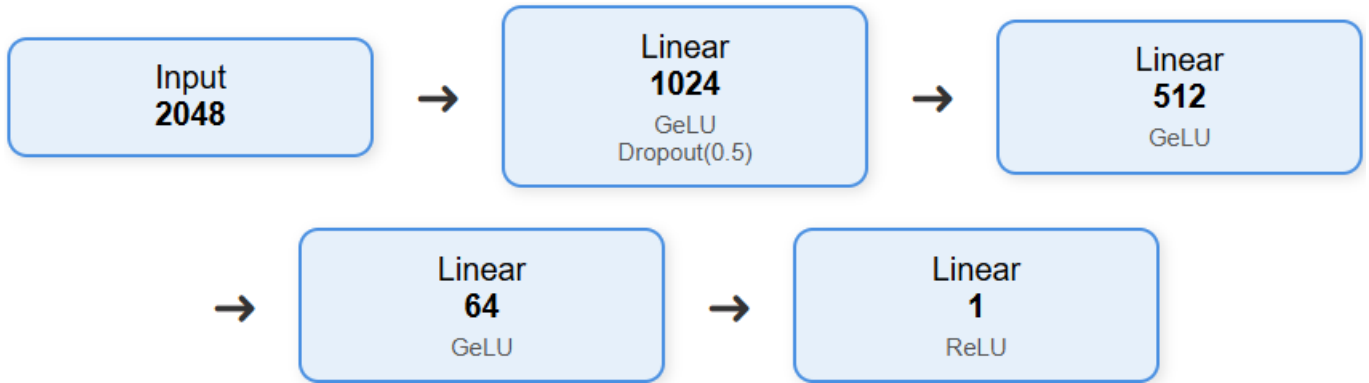 Input
2048
→
Linear
1024
GeLU
Dropout(0.5)
→
Linear
512
GeLU
→
Linear
64
GeLU
→
Linear
1
ReLU